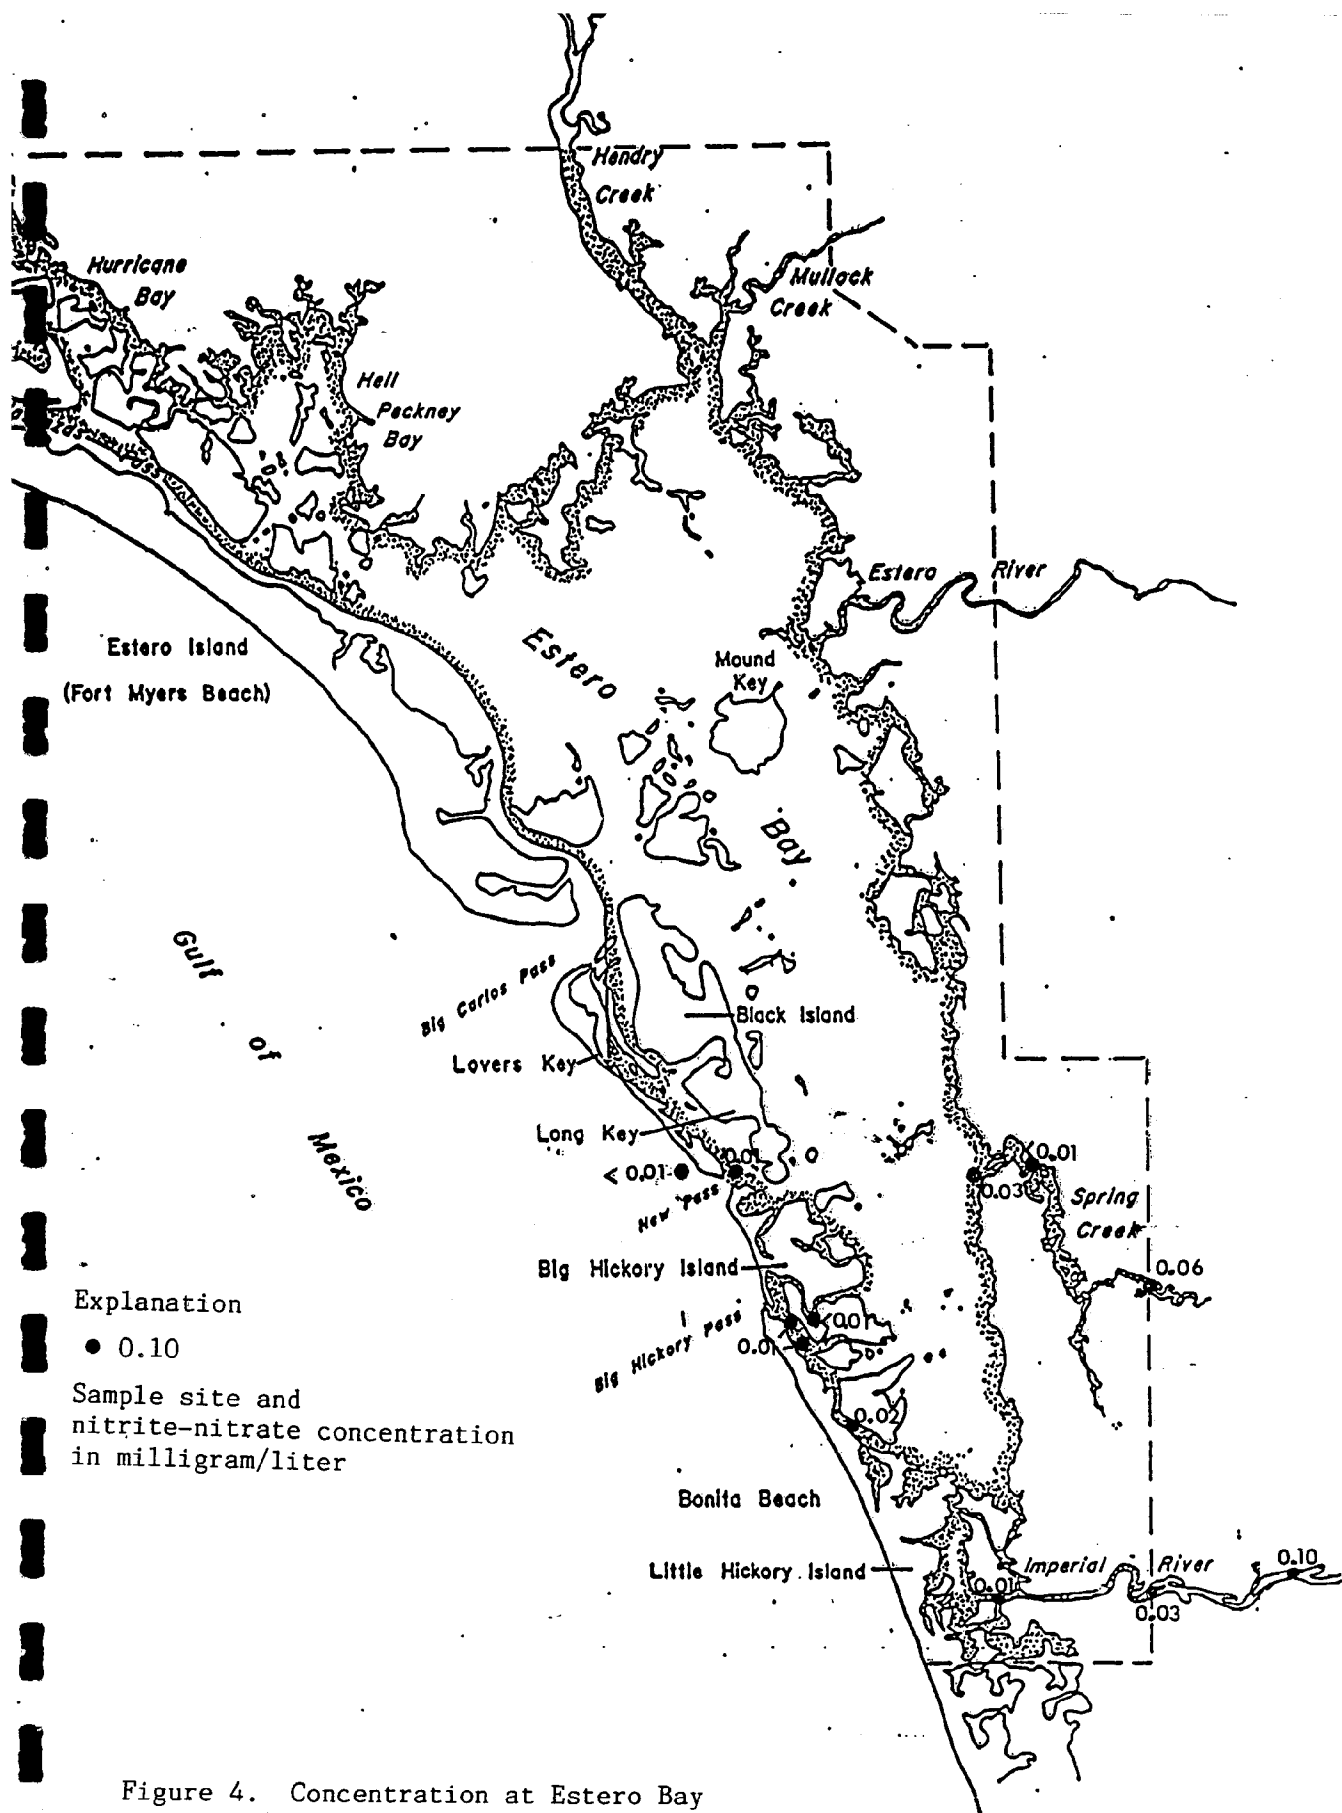 Hendry
Creek
Hurricane
Bay
Mullock
Creek
Hell
Peckney
Bay
Estero River
Estero Island
(Fort Myers Beach)
Estero
Bay
Mound
Key
Gulf
of
Mexico
Big Carlos Pass
Black Island
Lovers Key
Long Key
< 0.01
0.01
New Pass
<0.01
0.03
Spring
Creek
0.06
Big Hickory Island
Big Hickory Pass
<0.01
0.01
0.02
Explanation
● 0.10
Sample site and
nitrite-nitrate concentration
in milligram/liter
Bonita Beach
Little Hickory Island
Imperial River
0.10
0.01
0.03
Figure 4. Concentration at Estero Bay